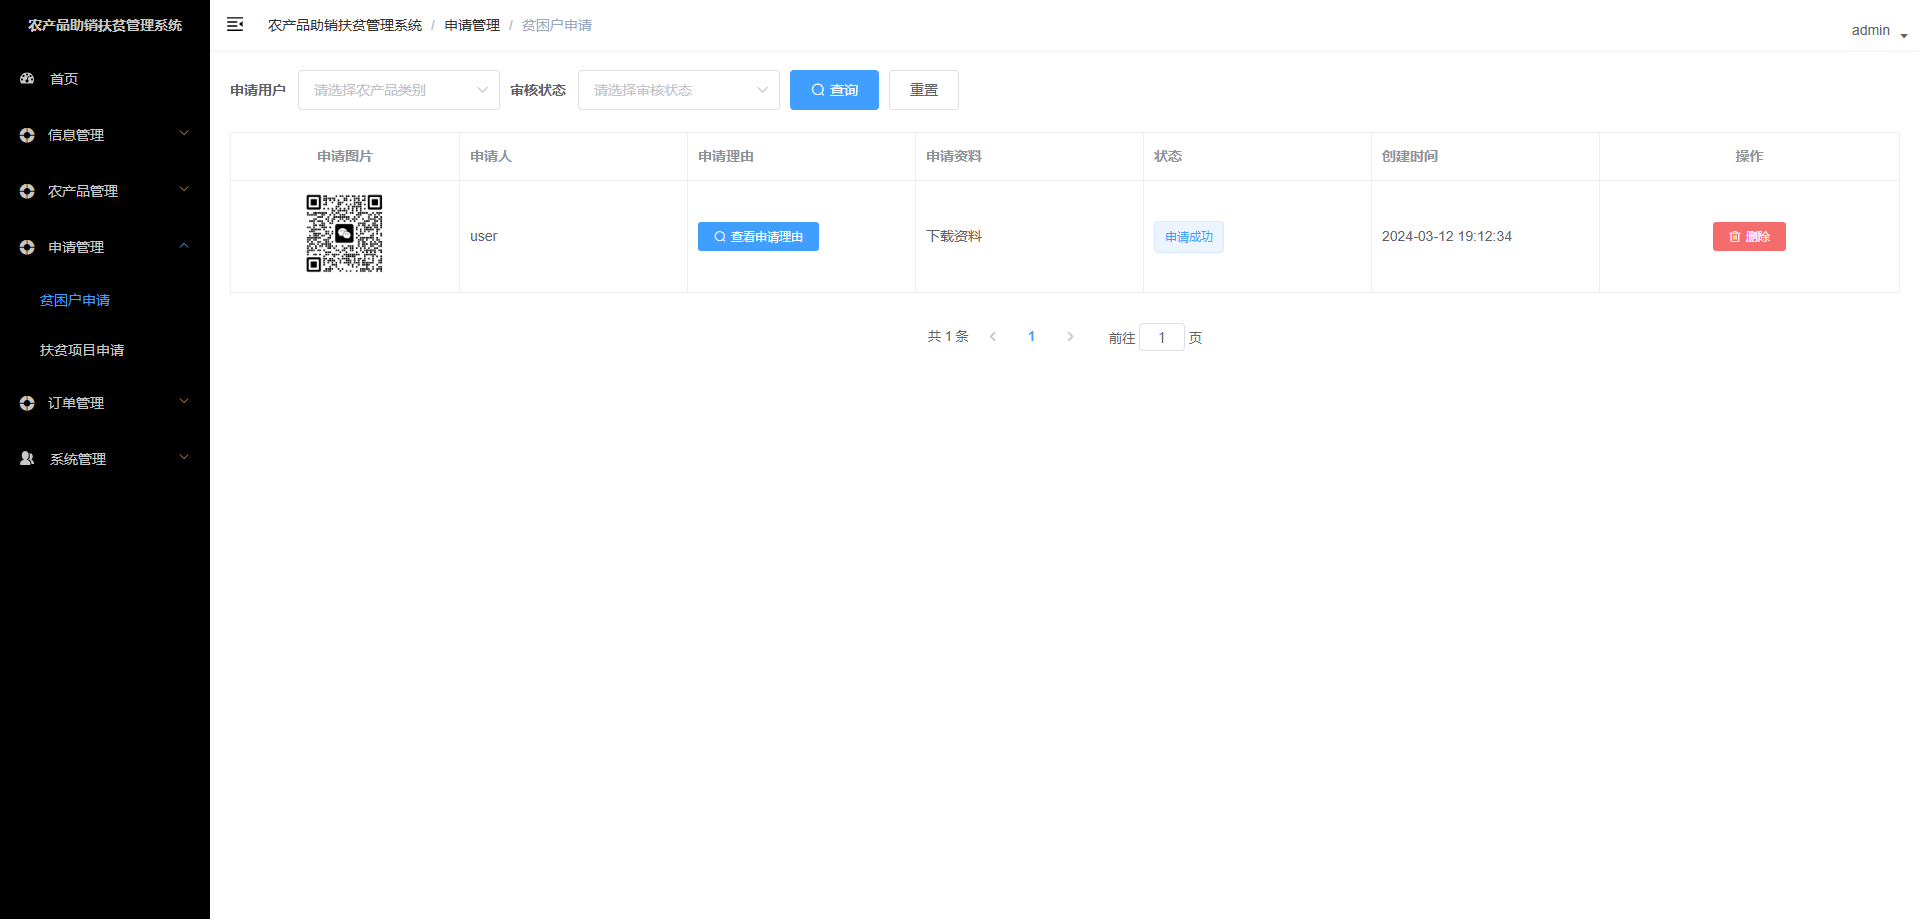 农产品助销扶贫管理系统
首页
信息管理
农产品管理
申请管理
贫困户申请
扶贫项目申请
订单管理
系统管理
农产品助销扶贫管理系统 / 申请管理 / 贫困户申请
admin
申请用户 请选择农产品类别 审核状态 请选择审核状态 查询 重置
申请图片 申请人 申请理由 申请资料 状态 创建时间 操作
user 查看申请理由 下载资料 申请成功 2024-03-12 19:12:34 删除
共 1 条 1 前往 1 页